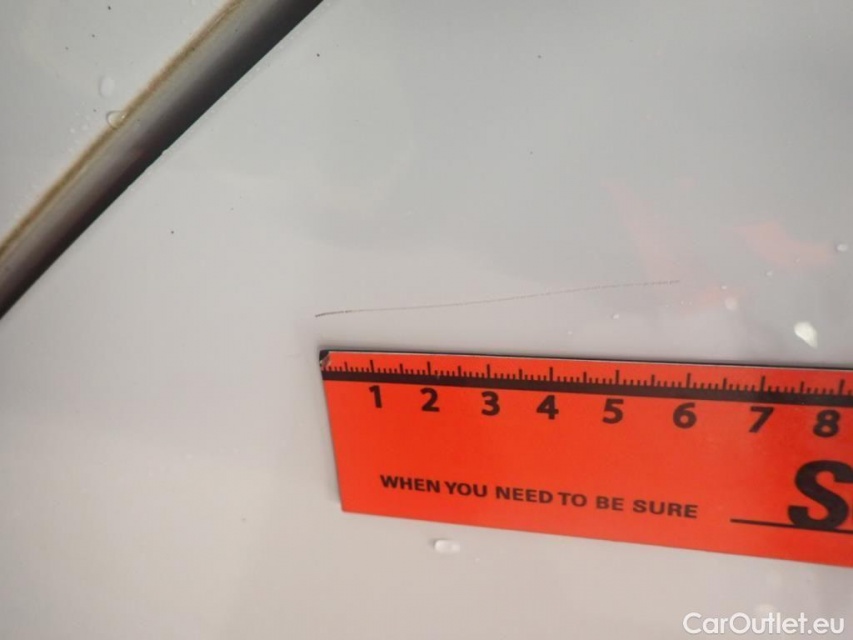 1 2 3 4 5 6 7 8
WHEN YOU NEED TO BE SURE
S
CarOutlet.eu